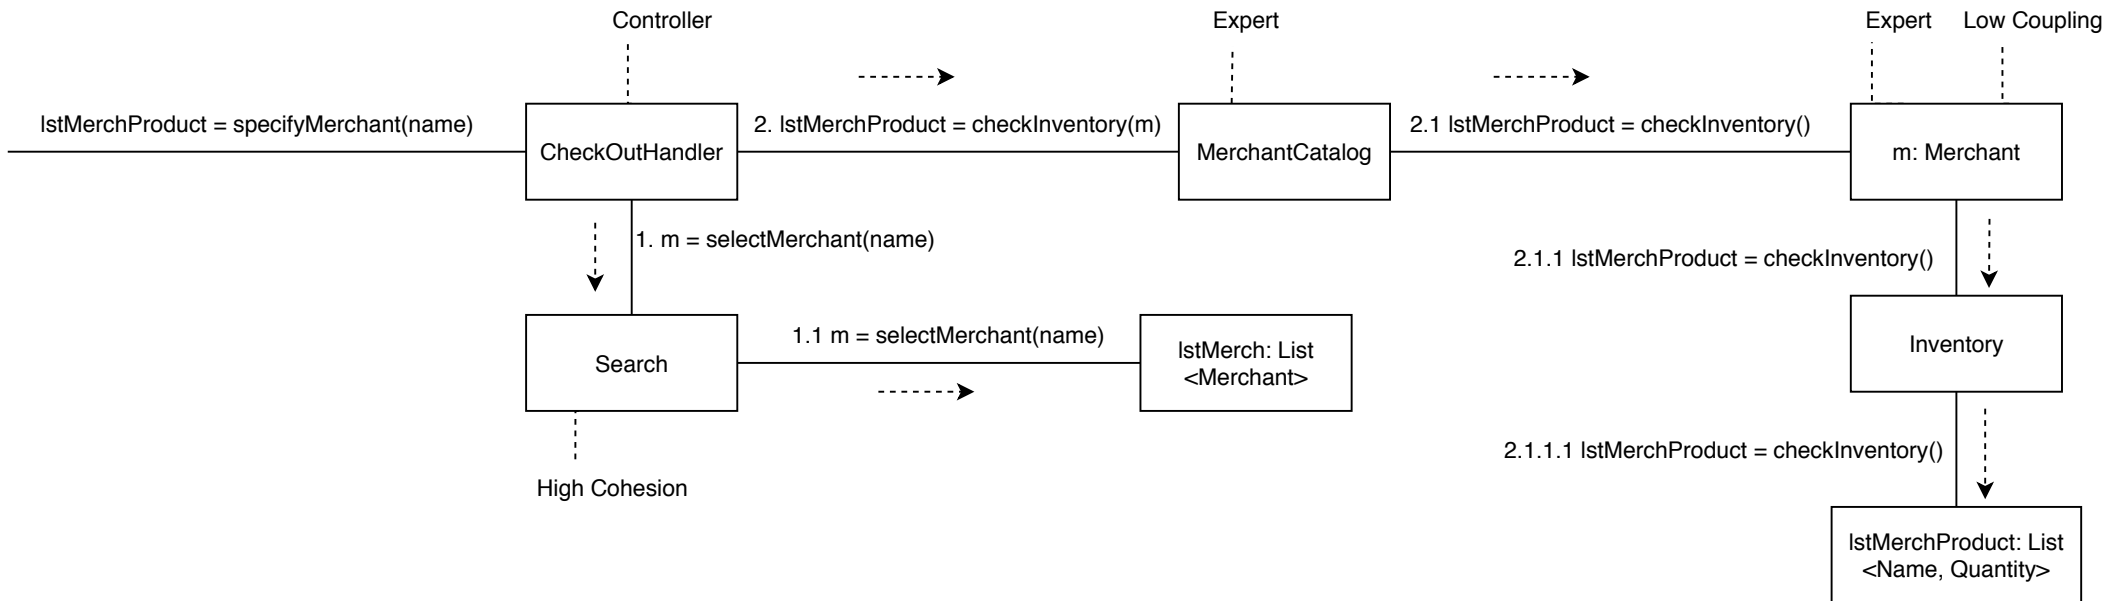 Controller
Expert
Expert
Low Coupling
lstMerchProduct = specifyMerchant(name)
CheckOutHandler
2. lstMerchProduct = checkInventory(m)
MerchantCatalog
2.1 lstMerchProduct = checkInventory()
m: Merchant
1. m = selectMerchant(name)
2.1.1 lstMerchProduct = checkInventory()
Search
1.1 m = selectMerchant(name)
lstMerch: List
<Merchant>
Inventory
2.1.1.1 lstMerchProduct = checkInventory()
High Cohesion
lstMerchProduct: List
<Name, Quantity>